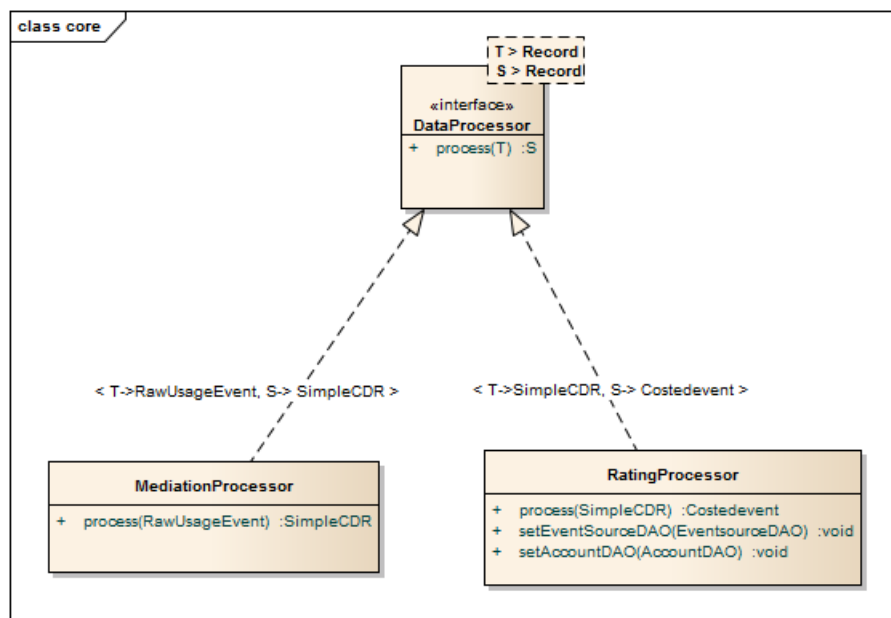 class core
T > Record
S > Record
«interface»
DataProcessor
+ process(T) :S
< T->RawUsageEvent, S-> SimpleCDR >
< T->SimpleCDR, S-> Costedevent >
MediationProcessor
+ process(RawUsageEvent) :SimpleCDR
RatingProcessor
+ process(SimpleCDR) :Costedevent
+ setEventSourceDAO(EventsourceDAO) :void
+ setAccountDAO(AccountDAO) :void